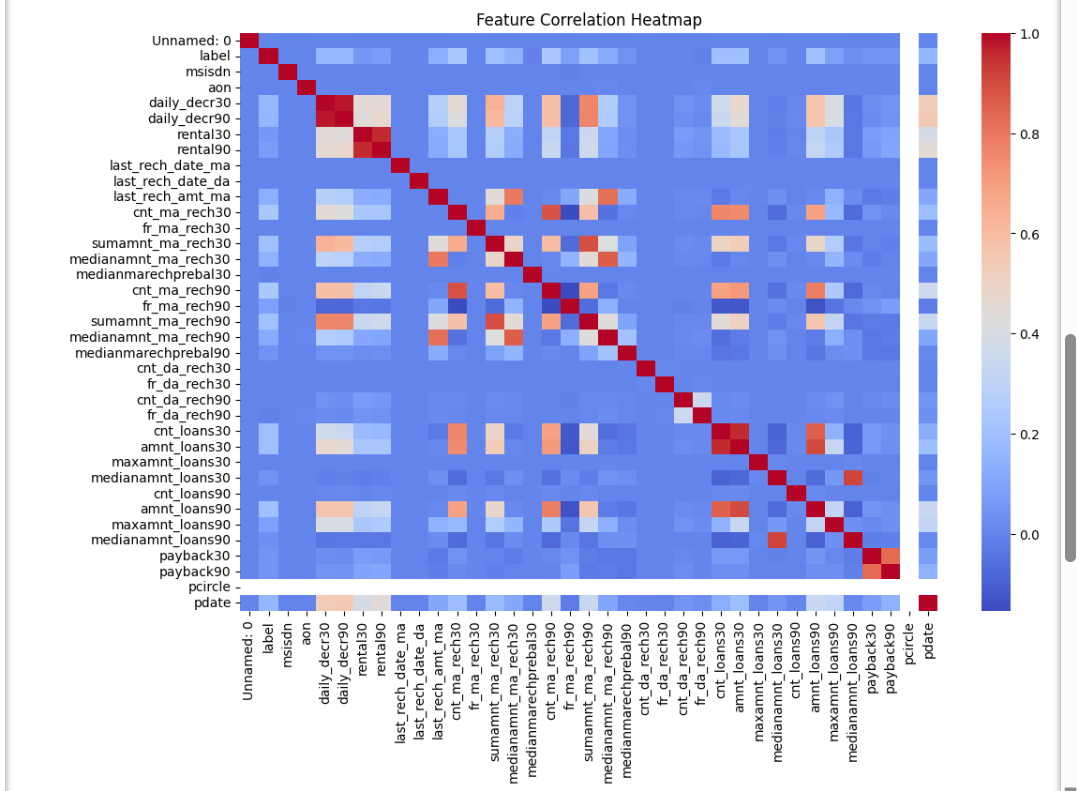 Feature Correlation Heatmap
Unnamed: 0
label
msisdn
aon
daily_decr30
daily_decr90
rental30
rental90
last_rech_date_ma
last_rech_date_da
last_rech_amt_ma
cnt_ma_rech30
fr_ma_rech30
sumamnt_ma_rech30
medianamnt_ma_rech30
medianmarechprebal30
cnt_ma_rech90
fr_ma_rech90
sumamnt_ma_rech90
medianamnt_ma_rech90
medianmarechprebal90
cnt_da_rech30
fr_da_rech30
cnt_da_rech90
fr_da_rech90
cnt_loans30
amnt_loans30
maxamnt_loans30
medianamnt_loans30
cnt_loans90
amnt_loans90
maxamnt_loans90
medianamnt_loans90
payback30
payback90
pcircle
pdate
Unnamed: 0
label
msisdn
aon
daily_decr30
daily_decr90
rental30
rental90
last_rech_date_ma
last_rech_date_da
last_rech_amt_ma
cnt_ma_rech30
fr_ma_rech30
sumamnt_ma_rech30
medianamnt_ma_rech30
medianmarechprebal30
cnt_ma_rech90
fr_ma_rech90
sumamnt_ma_rech90
medianamnt_ma_rech90
medianmarechprebal90
cnt_da_rech30
fr_da_rech30
cnt_da_rech90
fr_da_rech90
cnt_loans30
amnt_loans30
maxamnt_loans30
medianamnt_loans30
cnt_loans90
amnt_loans90
maxamnt_loans90
medianamnt_loans90
payback30
payback90
pcircle
pdate
1.0
0.8
0.6
0.4
0.2
0.0